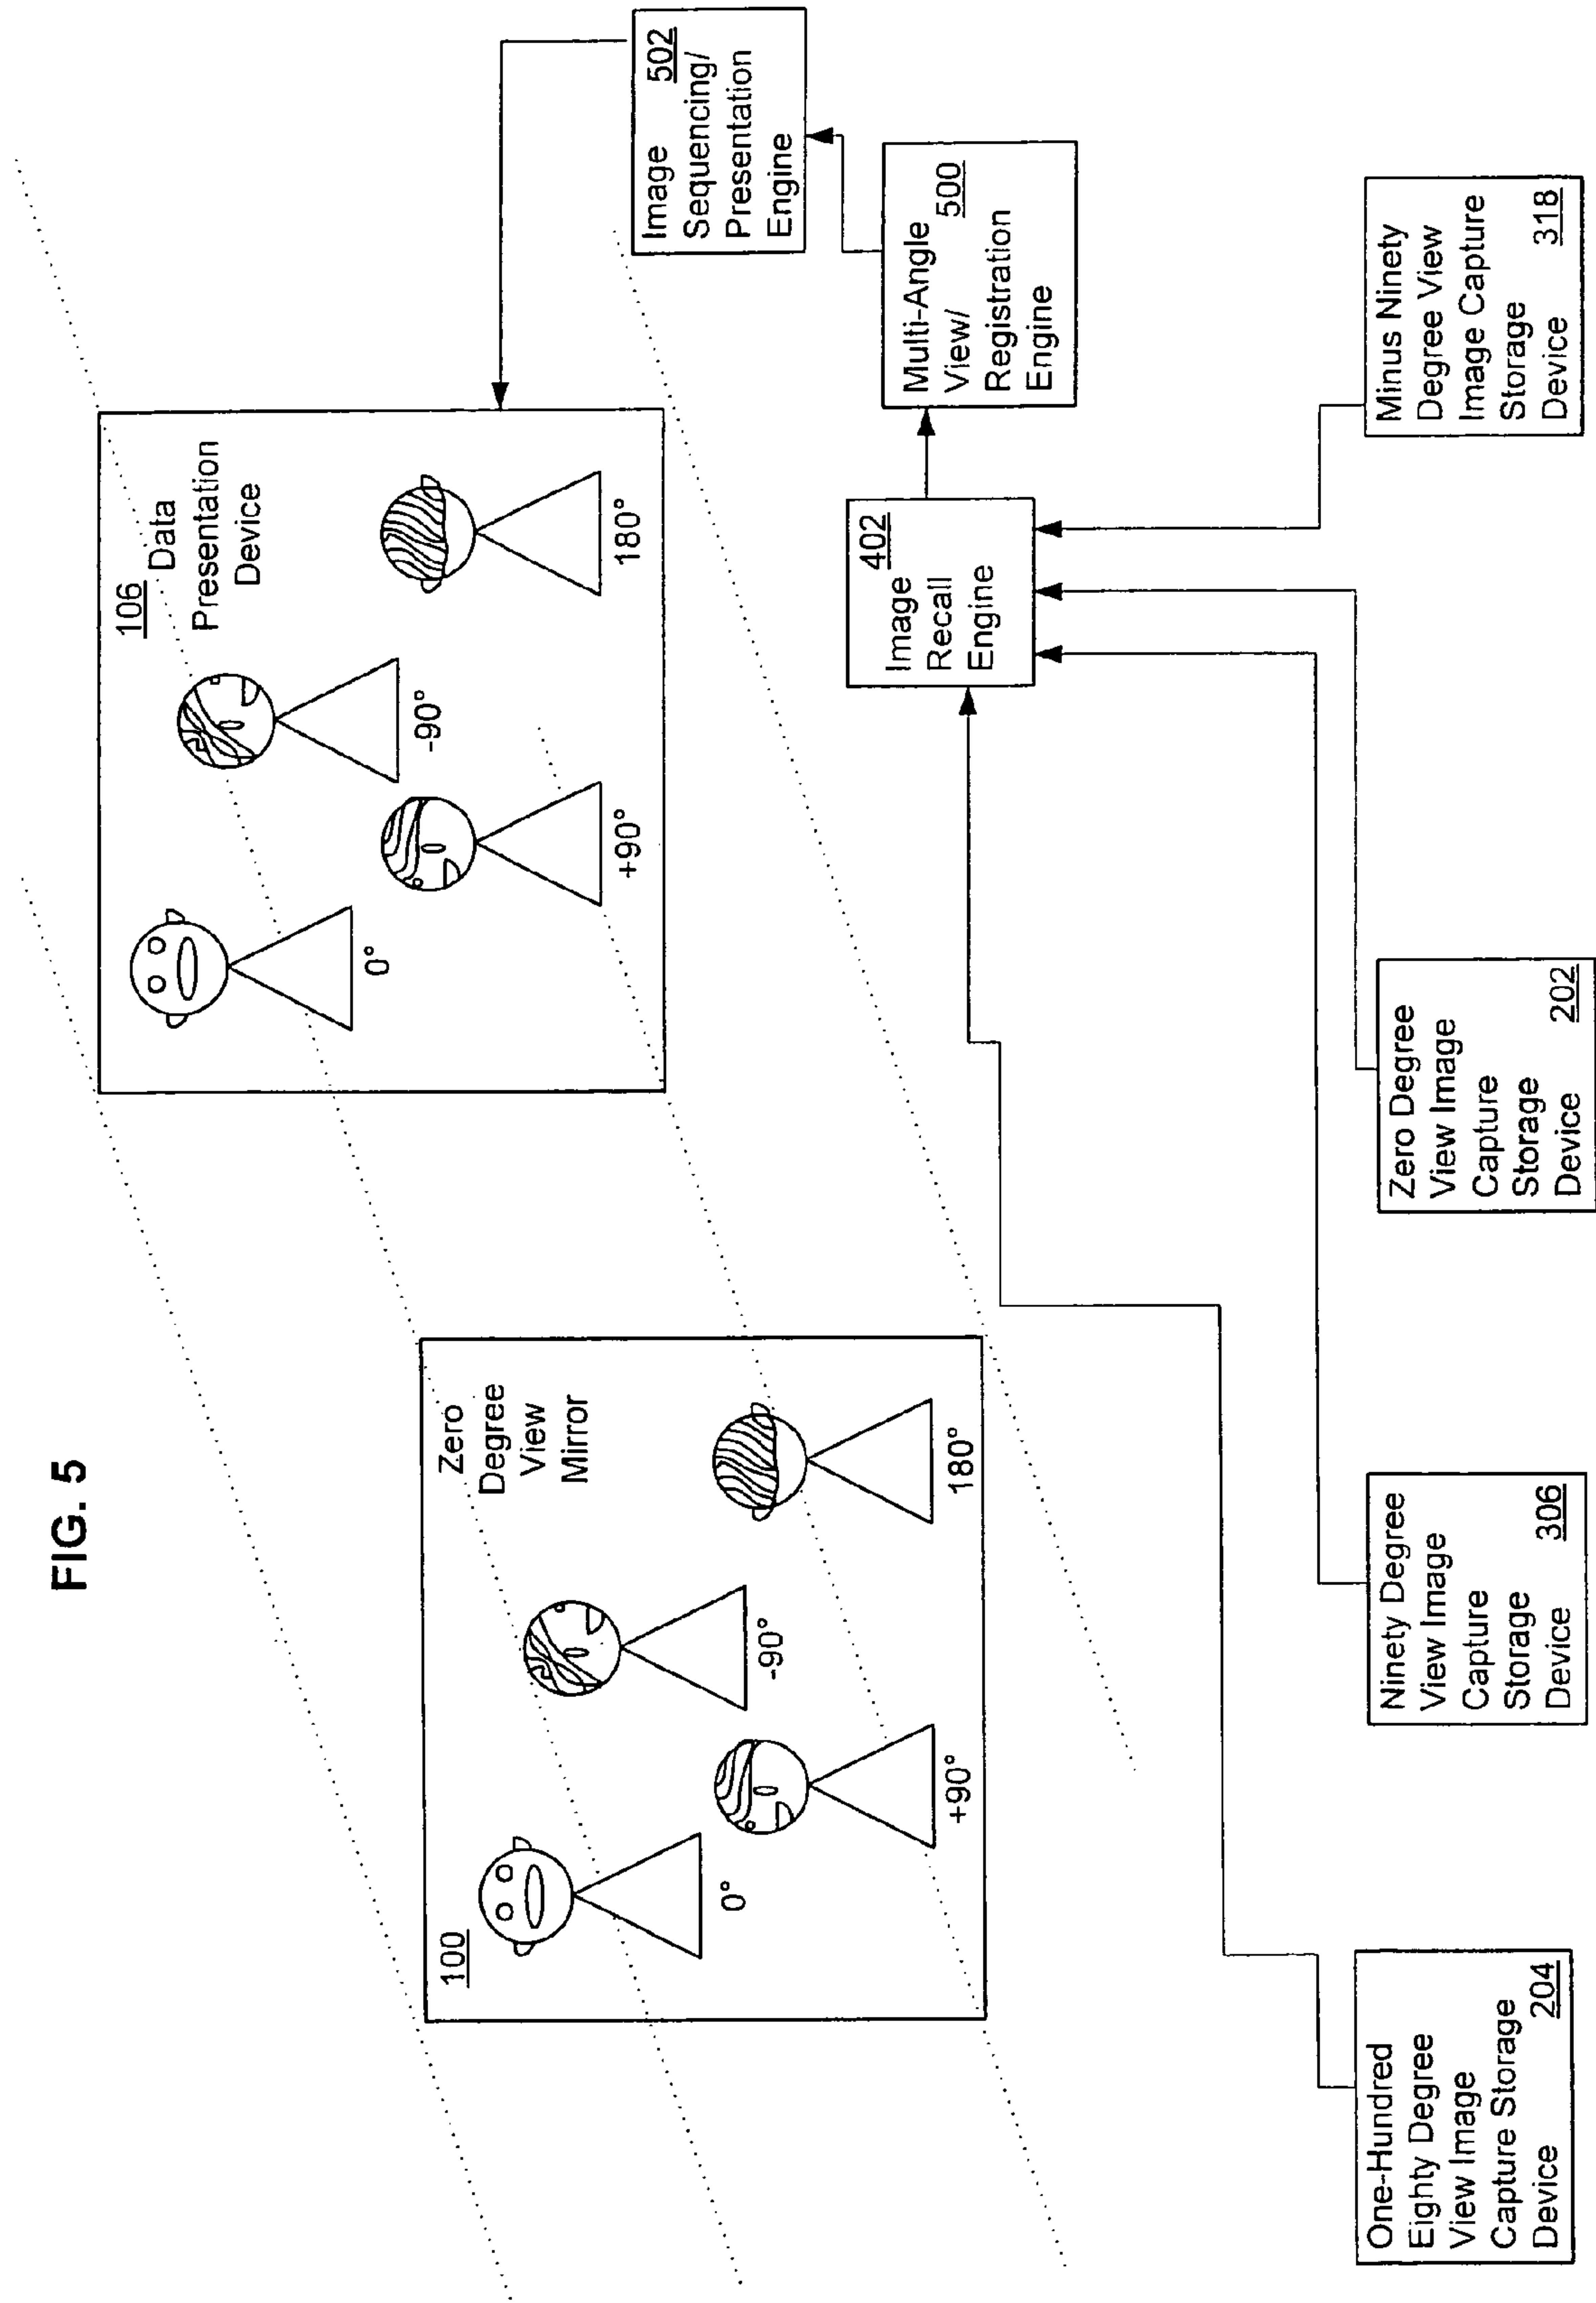 FIG. 5
100
Zero
Degree
View
Mirror
0°
+90°
-90°
180°
106 Data
Presentation
Device
0°
+90°
-90°
180°
Image 502
Sequencing/
Presentation
Engine
Multi-Angle
View/ 500
Registration
Engine
Image 402
Recall
Engine
One-Hundred
Eighty Degree
View Image
Capture Storage
Device 204
Ninety Degree
View Image
Capture
Storage
Device 306
Zero Degree
View Image
Capture
Storage
Device 202
Minus Ninety
Degree View
Image Capture
Storage
Device 318